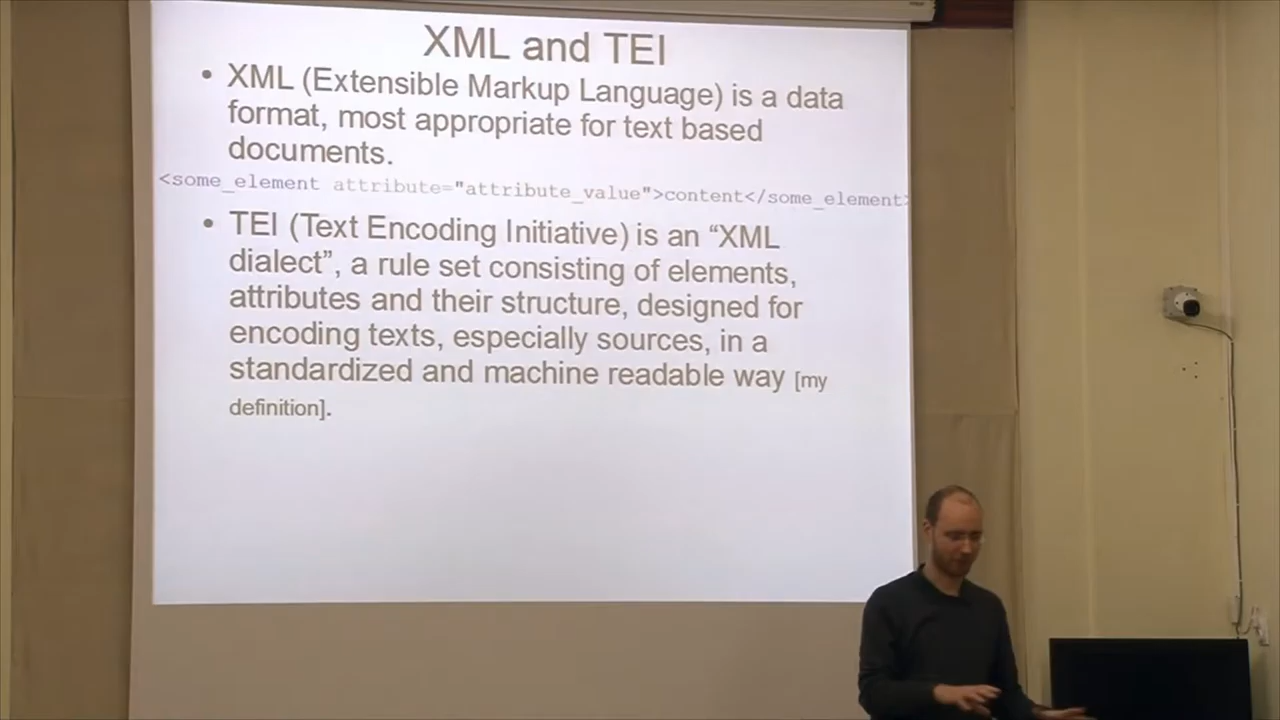 XML and TEI
• XML (Extensible Markup Language) is a data
format, most appropriate for text based
documents.
<some_element attribute="attribute_value">content</some_element>
• TEI (Text Encoding Initiative) is an “XML
dialect”, a rule set consisting of elements,
attributes and their structure, designed for
encoding texts, especially sources, in a
standardized and machine readable way [my
definition].